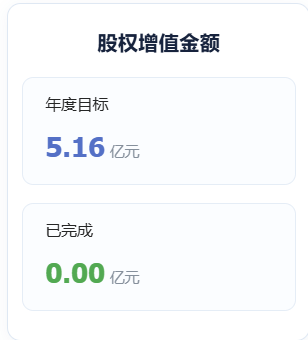 股权增值金额
年度目标
5.16 亿元
已完成
0.00 亿元